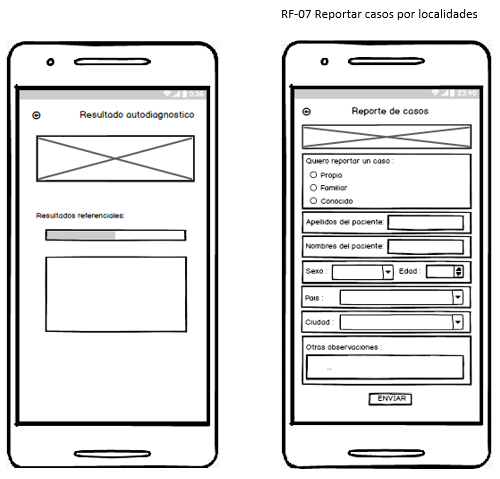 RF-07 Reportar casos por localidades
Resultado autodiagnostico
Resultados referenciales:
Reporte de casos
Quiero reportar un caso :
Propio
Familiar
Conocido
Apellidos del paciente:
Nombres del paciente:
Sexo : Edad :
Pais :
Ciudad :
Otras observaciones :
ENVIAR